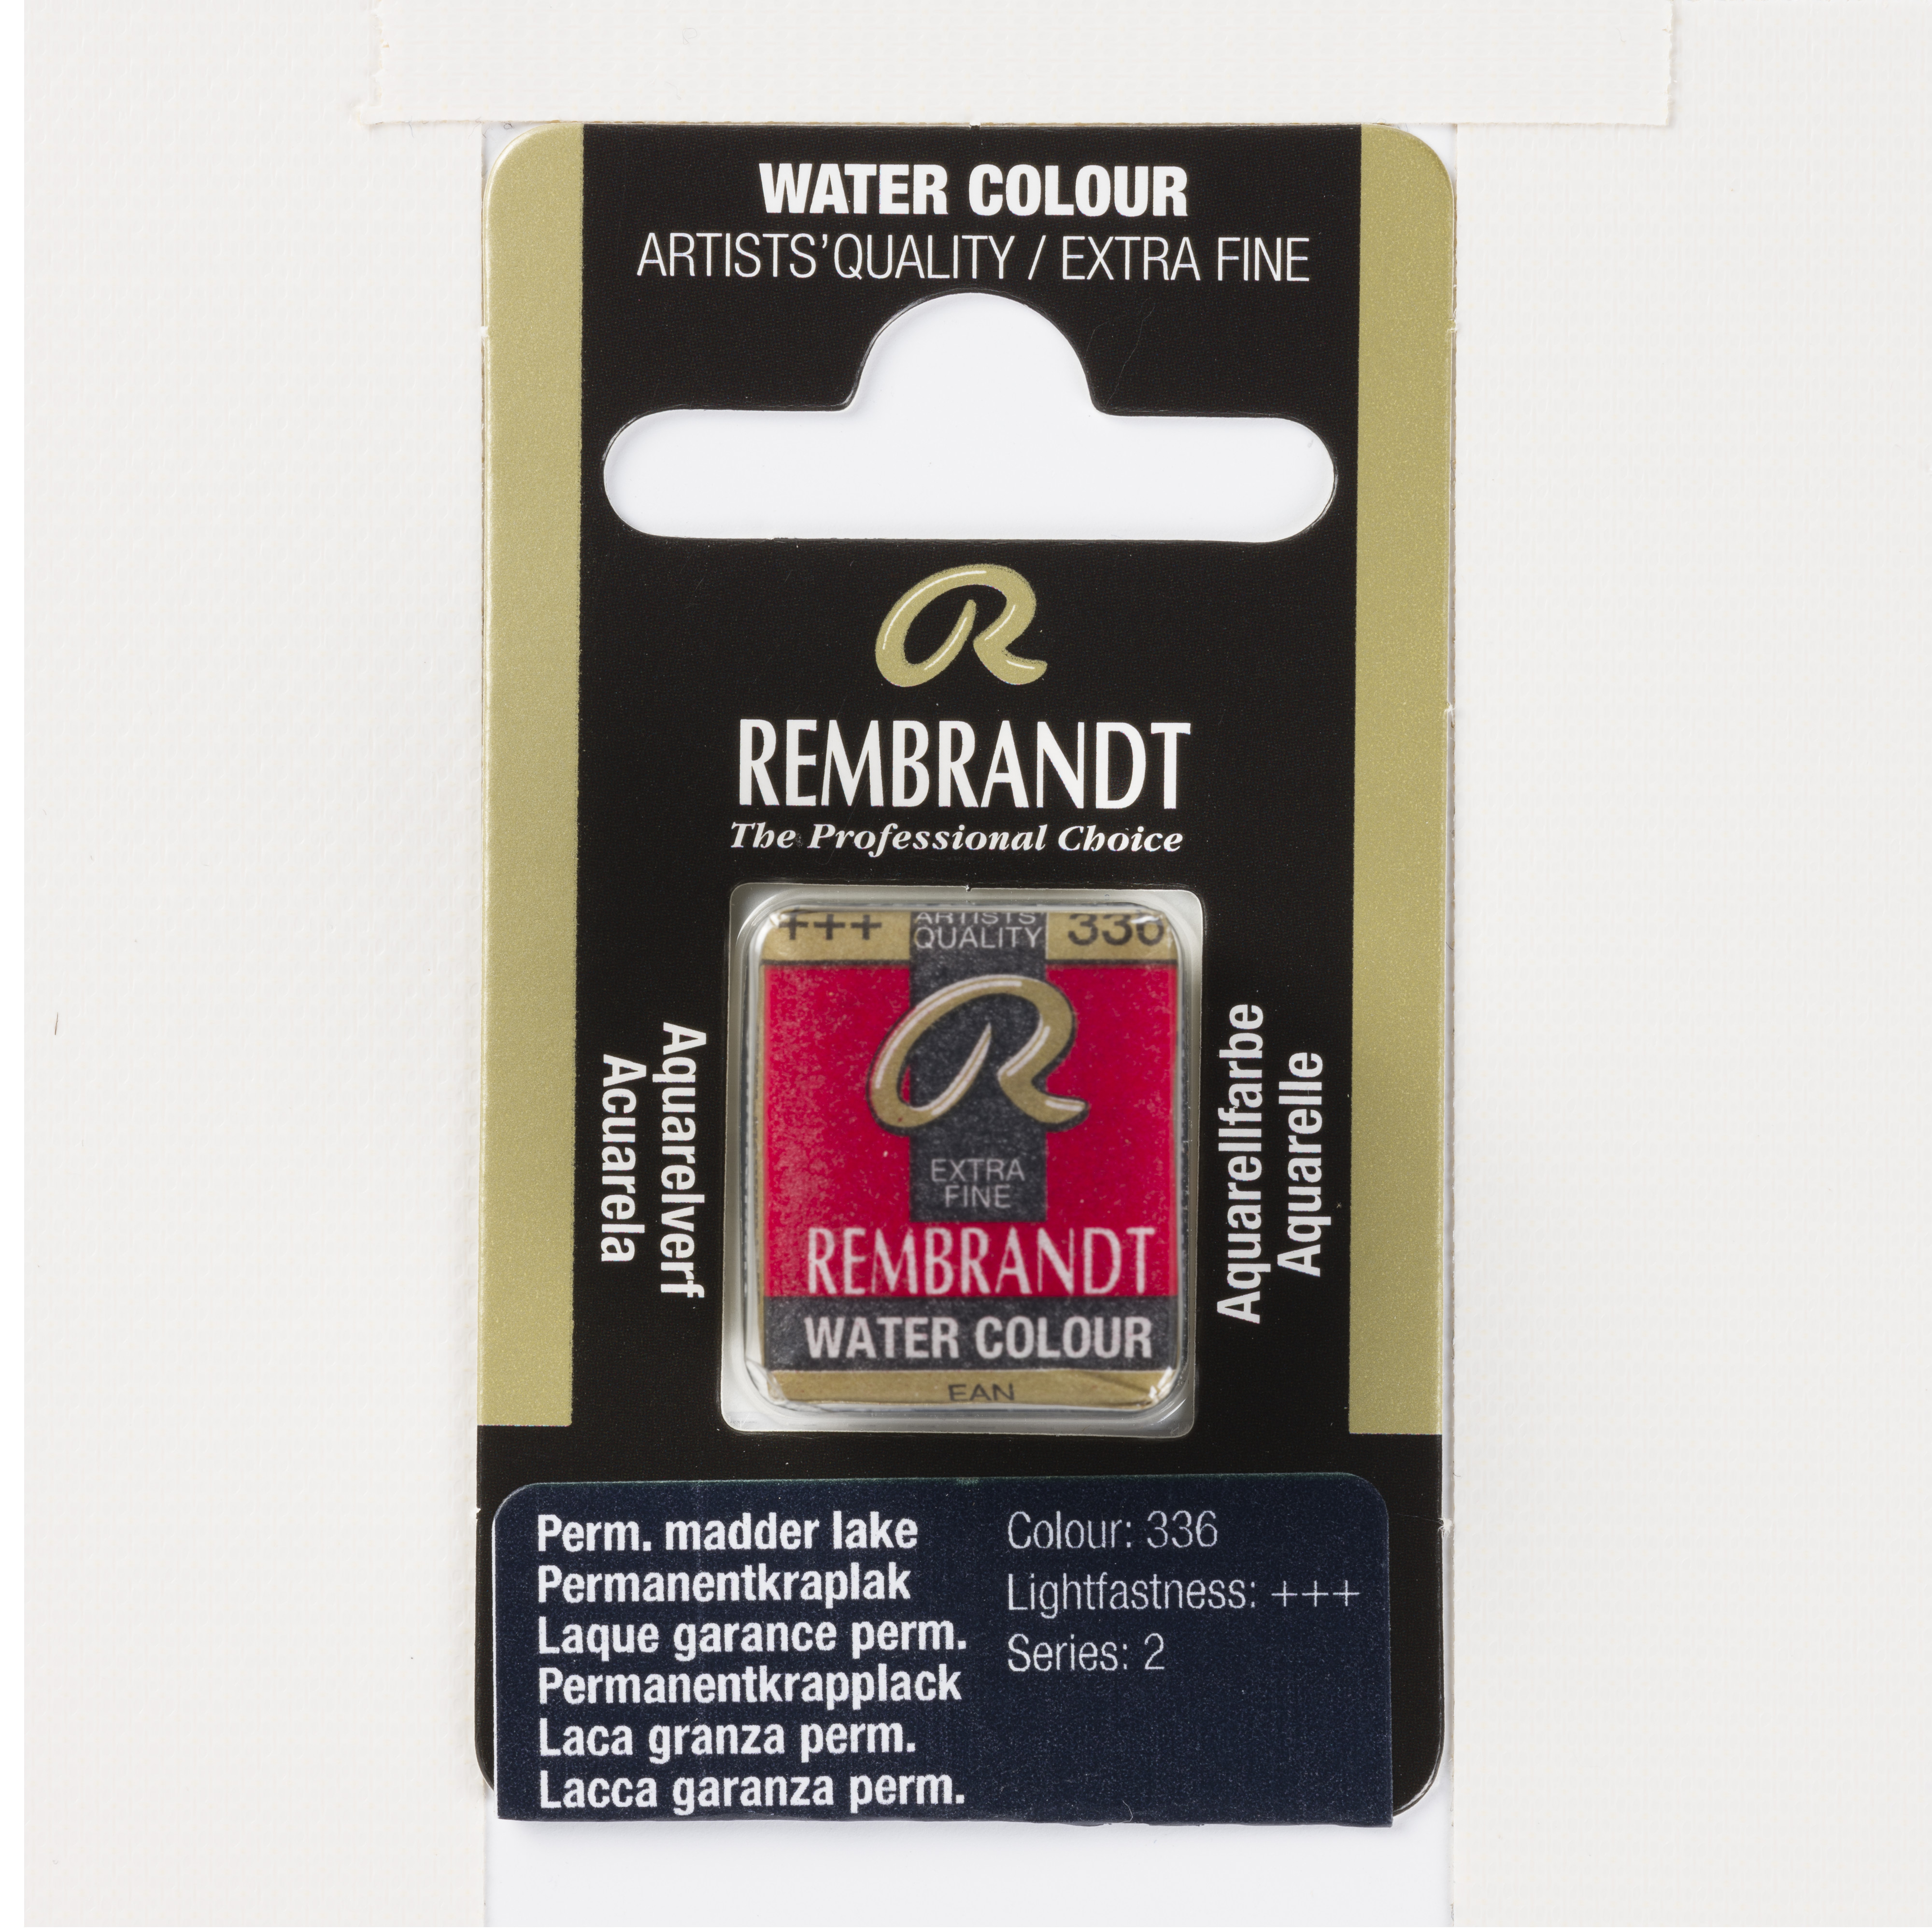 WATER COLOUR
ARTISTS'QUALITY / EXTRA FINE
R
REMBRANDT
The Professional Choice
+++ ARTISTS' 336
QUALITY
R
EXTRA
FINE
REMBRANDT
WATER COLOUR
EAN
Aquarelverf
Acuarela
Aquarellfarbe
Aquarelle
Perm. madder lake
Permanentkraplak
Laque garance perm.
Permanentkrapplack
Laca granza perm.
Lacca garanza perm.
Colour: 336
Lightfastness: +++
Series: 2